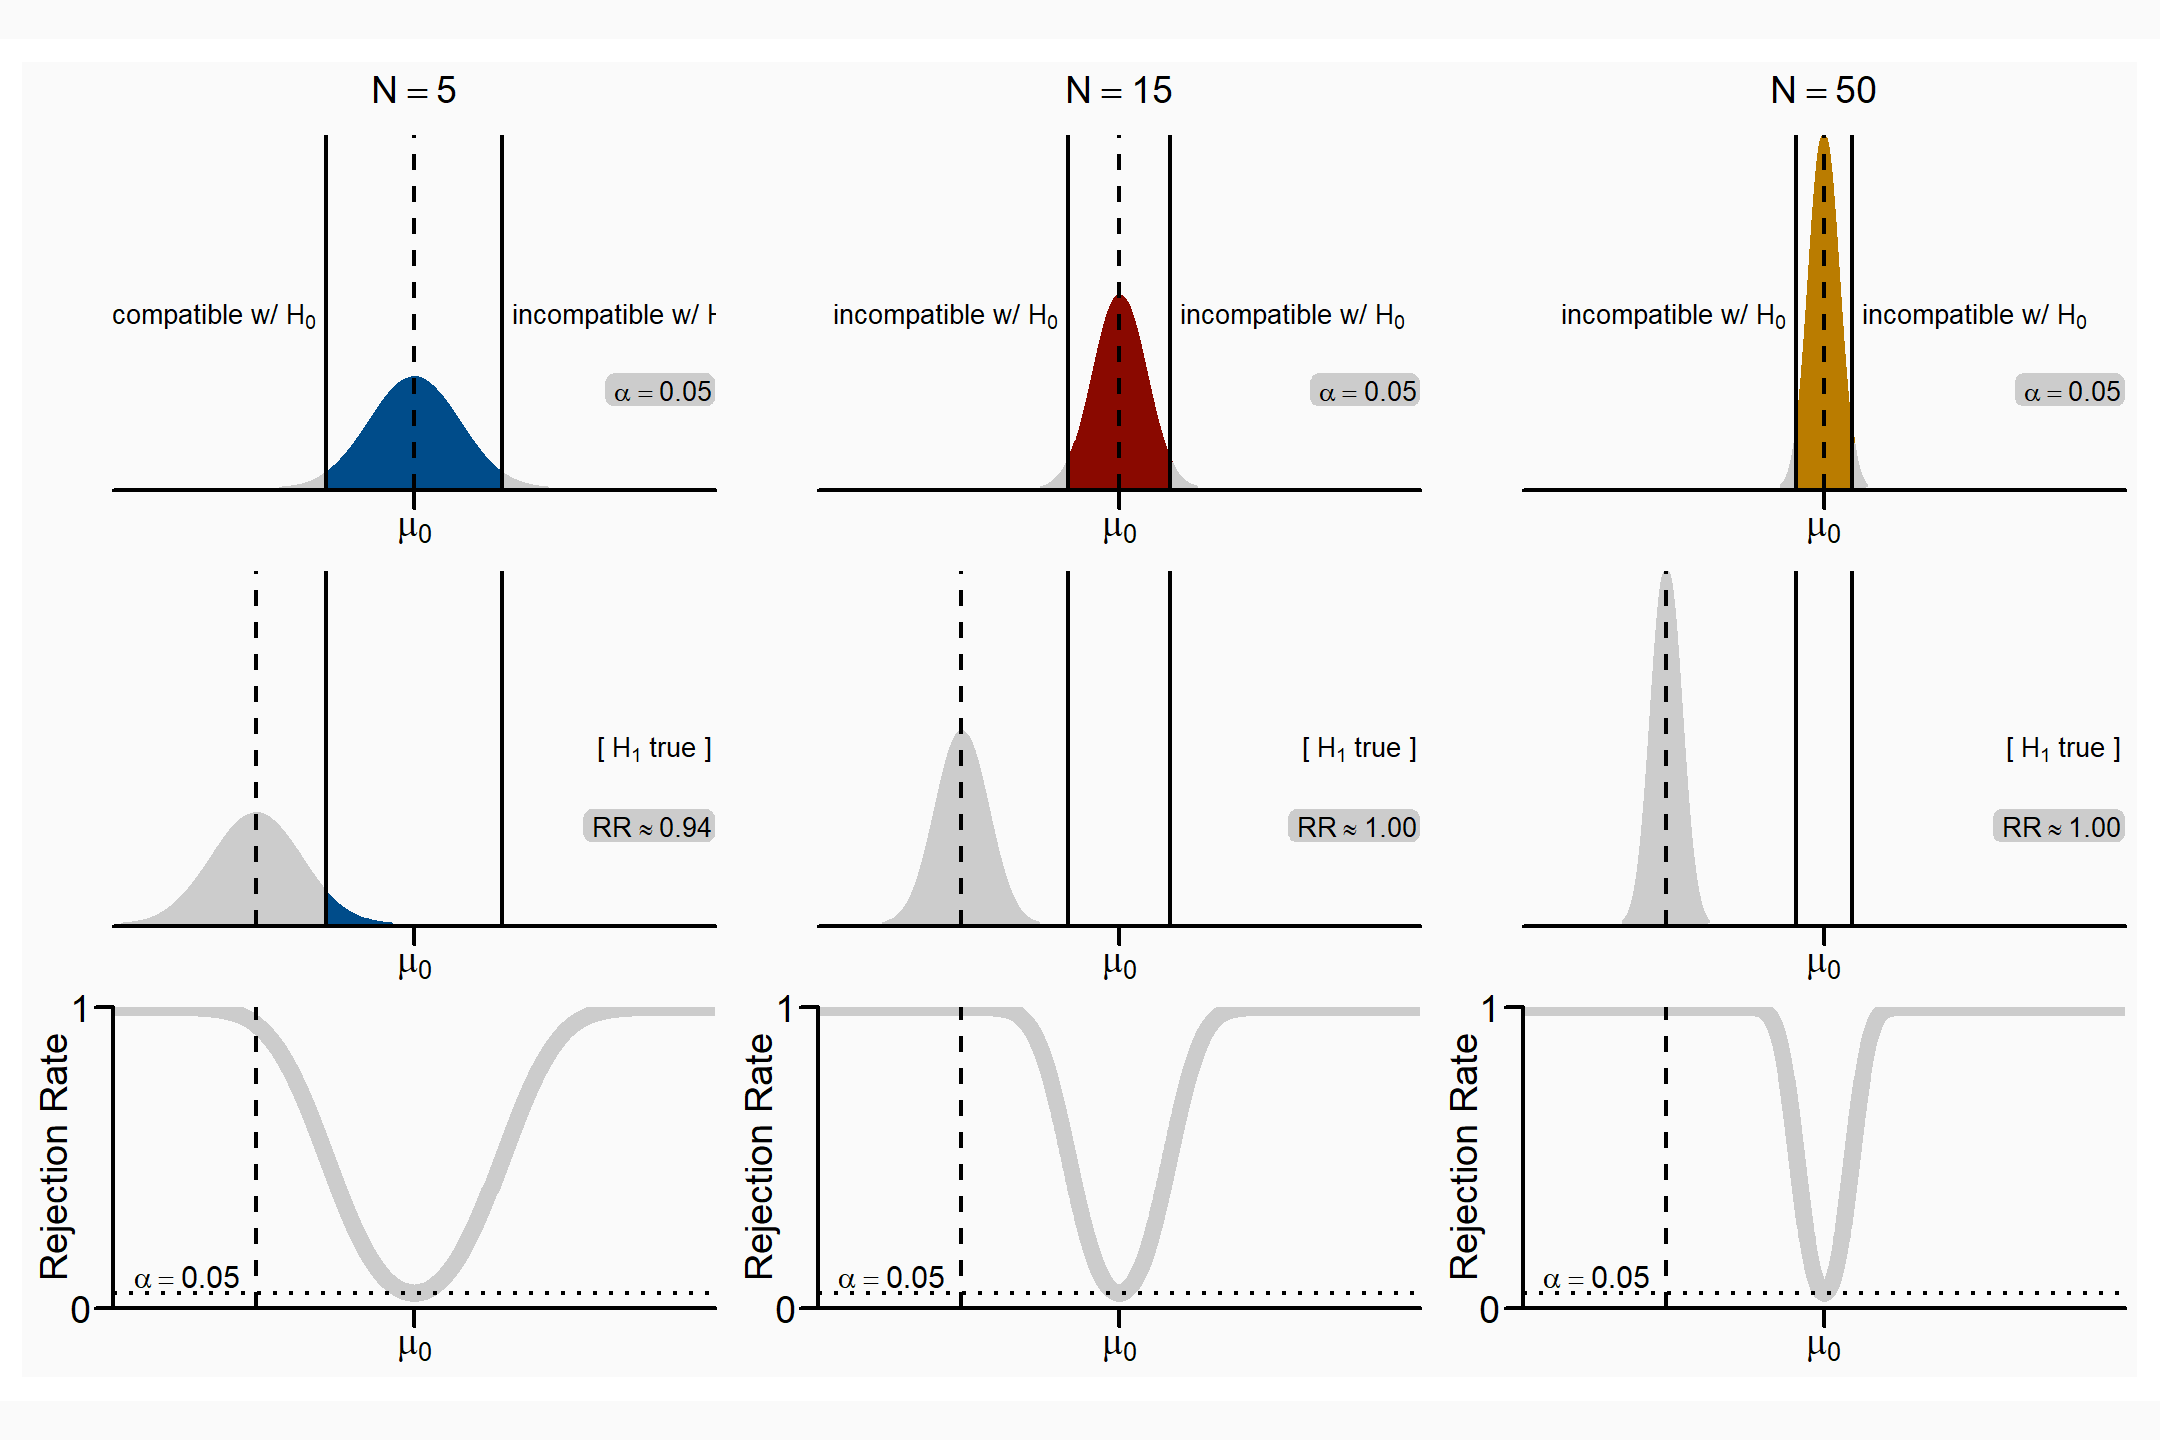 N = 5
N = 15
N = 50
compatible w/ H₀
incompatible w/ H
incompatible w/ H₀
incompatible w/ H₀
incompatible w/ H₀
incompatible w/ H₀
α = 0.05
α = 0.05
α = 0.05
μ₀
μ₀
μ₀
[ H₁ true ]
[ H₁ true ]
[ H₁ true ]
RR ≈ 0.94
RR ≈ 1.00
RR ≈ 1.00
μ₀
μ₀
μ₀
1
Rejection Rate
α = 0.05
0
μ₀
1
Rejection Rate
α = 0.05
0
μ₀
1
Rejection Rate
α = 0.05
0
μ₀